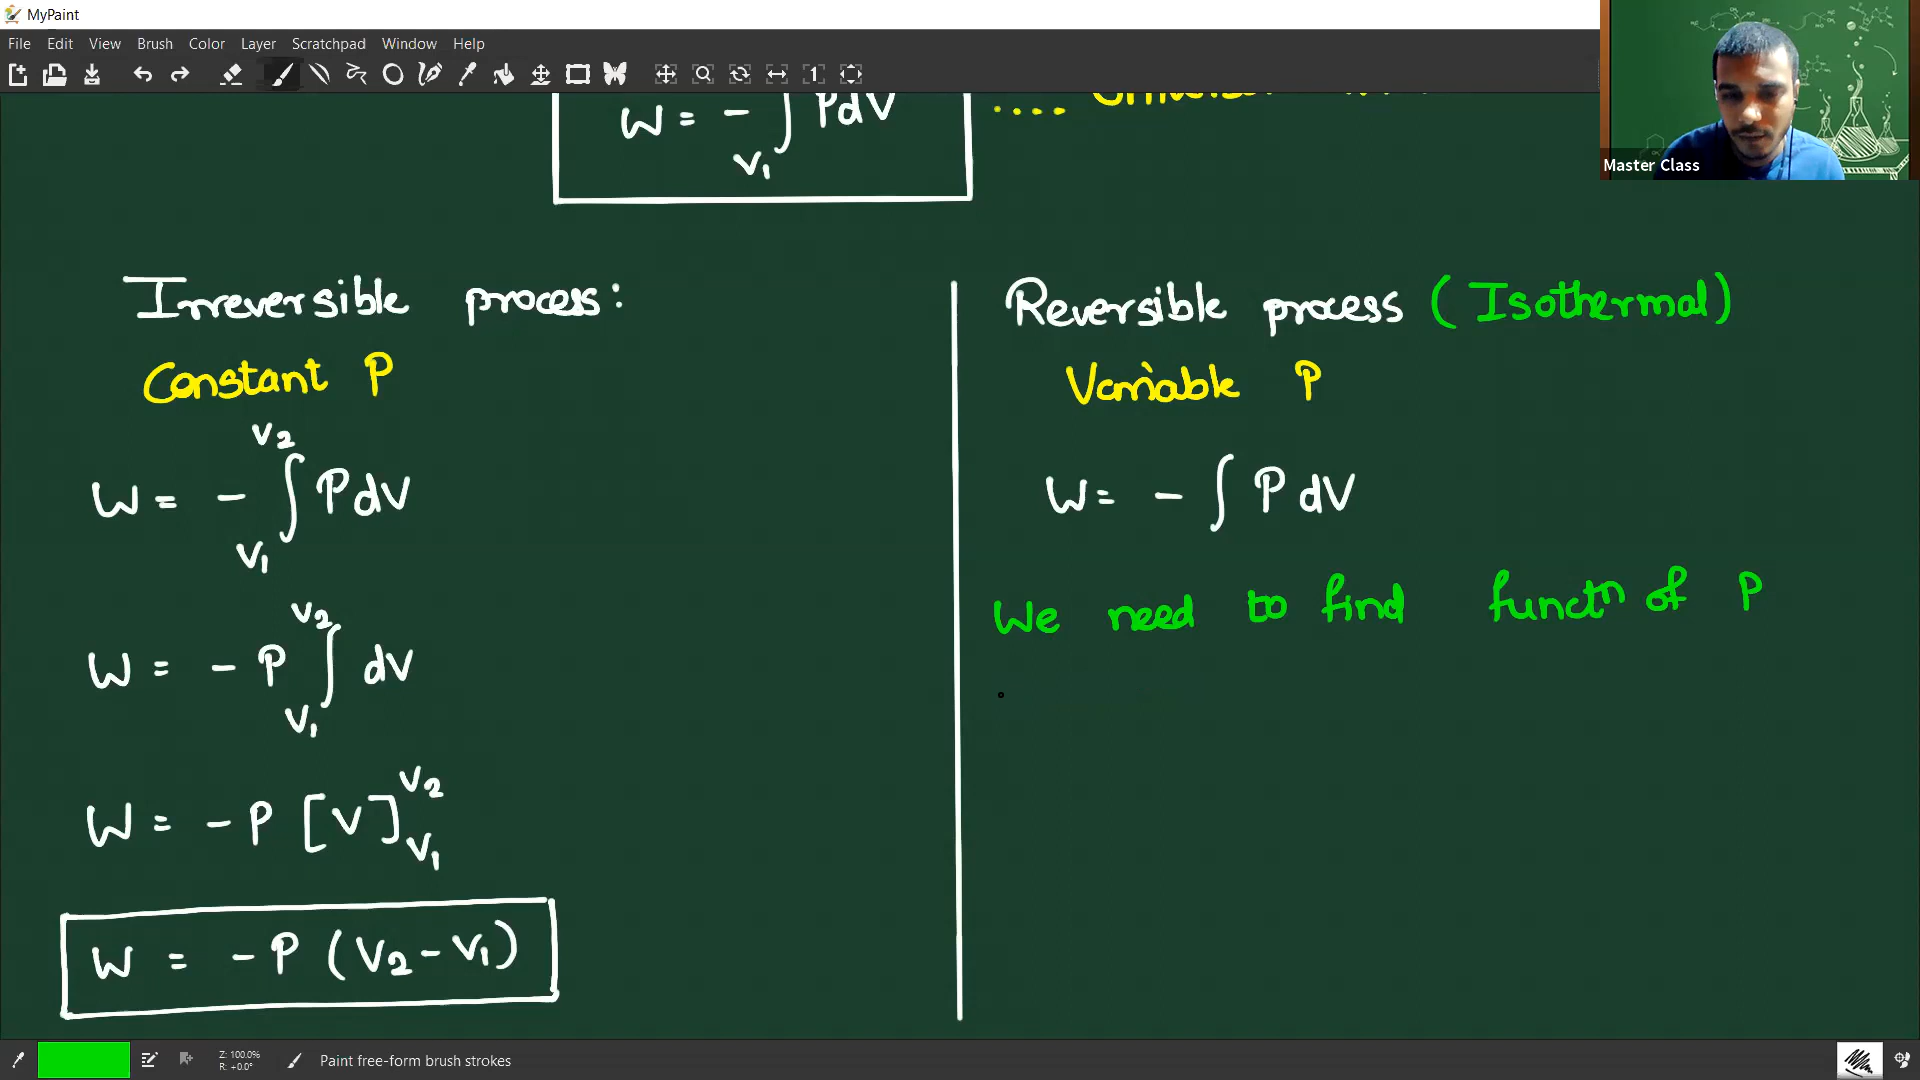 MyPaint
File Edit View Brush Color Layer Scratchpad Window Help
Master Class
W = - ∫ PdV
V1
....
Irreversible process:
Constant P
V2
W = - ∫ PdV
V1
V2
W = - P ∫ dV
V1
W = - P [V] V2 V1
W = - P (V2 - V1)
Reversible process (Isothermal)
Variable P
W = - ∫ P dV
We need to find functn of P
Z: 100.0%
R: +0.0°
Paint free-form brush strokes